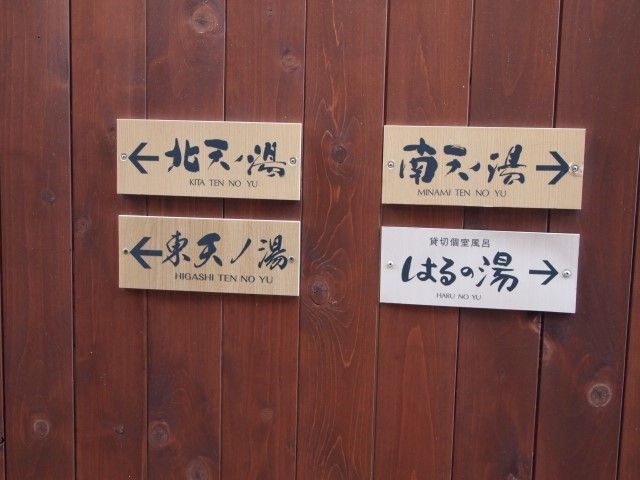 ← 北天ノ湯
KITA TEN NO YU
南天ノ湯 →
MINAMI TEN NO YU
← 東天ノ湯
HIGASHI TEN NO YU
貸切個室風呂
はるの湯 →
HARU NO YU